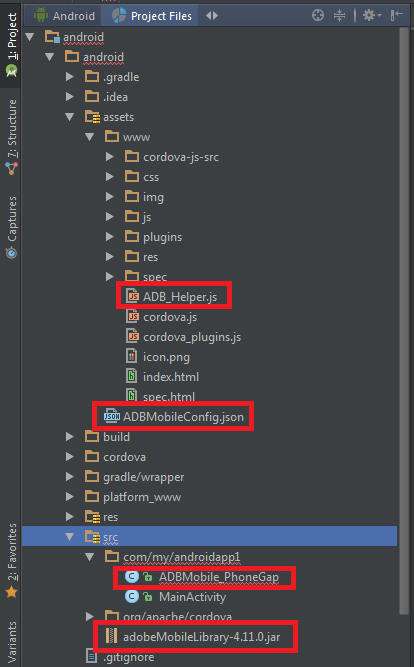 1: Project
7: Structure
Captures
2: Favorites
Variants
Android
Project Files
android
android
.gradle
.idea
assets
www
cordova-js-src
css
img
js
plugins
res
spec
ADB_Helper.js
cordova.js
cordova_plugins.js
icon.png
index.html
spec.html
ADBMobileConfig.json
build
cordova
gradle/wrapper
platform_www
res
src
com/my/androidapp1
ADBMobile_PhoneGap
MainActivity
org/apache/cordova
adobeMobileLibrary-4.11.0.jar
.gitignore